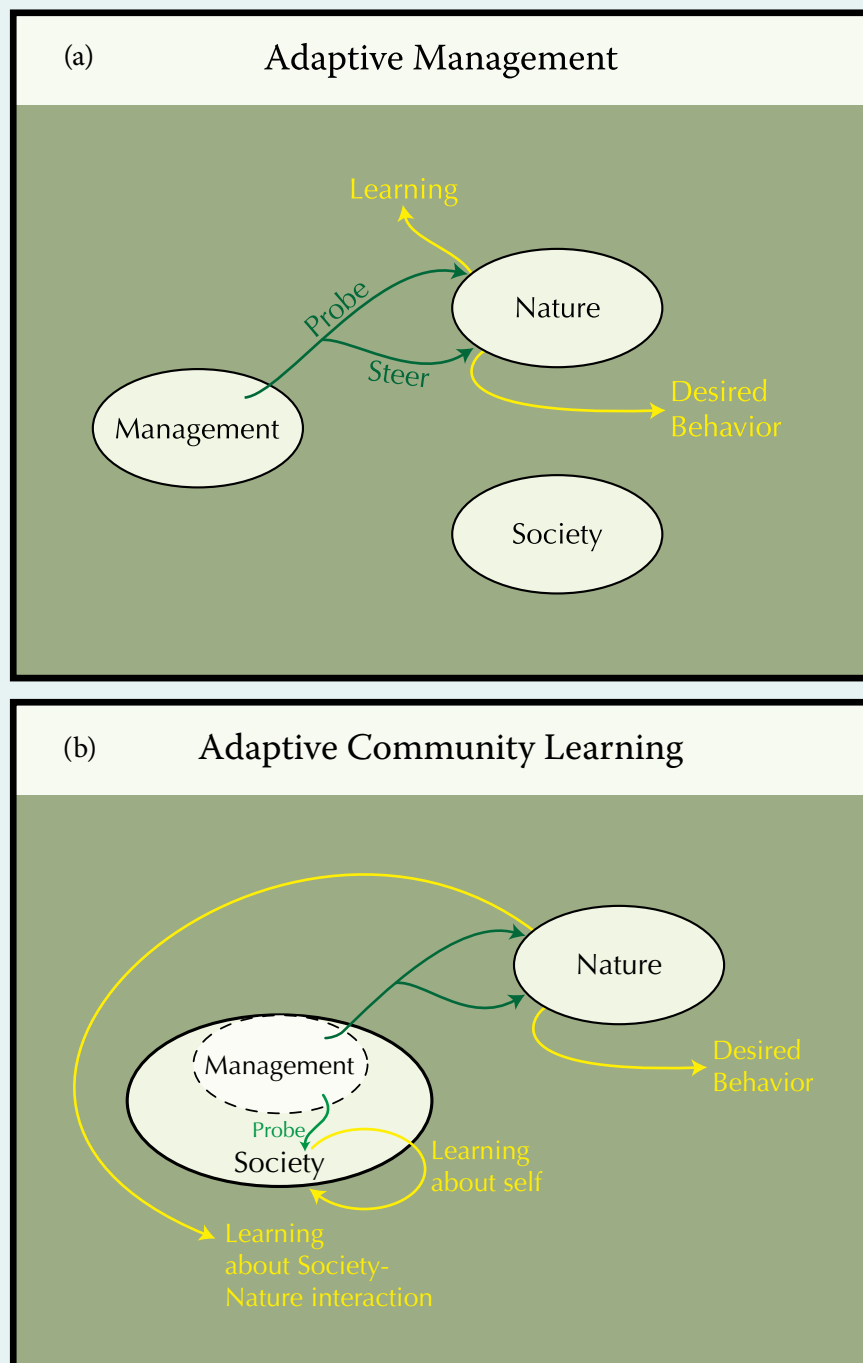 (a) Adaptive Management
Learning
Probe
Nature
Steer
Desired
Behavior
Management
Society
(b) Adaptive Community Learning
Nature
Management
Desired
Behavior
Probe
Society
Learning
about self
Learning
about Society-
Nature interaction